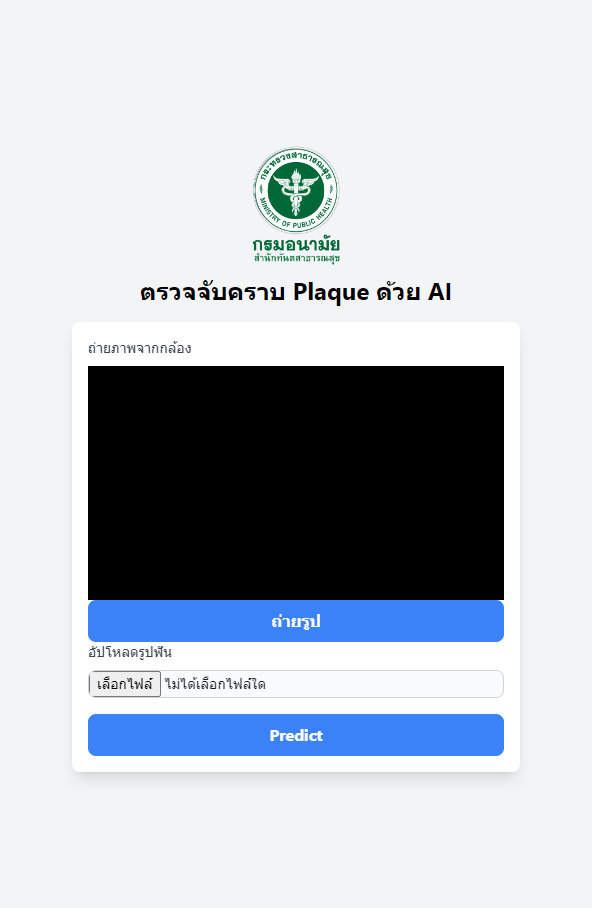 กระทรวงสาธารณสุข
MINISTRY OF PUBLIC HEALTH
กรมอนามัย
สำนักทันตสาธารณสุข
ตรวจจับคราบ Plaque ด้วย AI
ถ่ายภาพจากกล้อง
ถ่ายรูป
อัปโหลดรูปฟัน
เลือกไฟล์ ไม่ได้เลือกไฟล์ใด
Predict